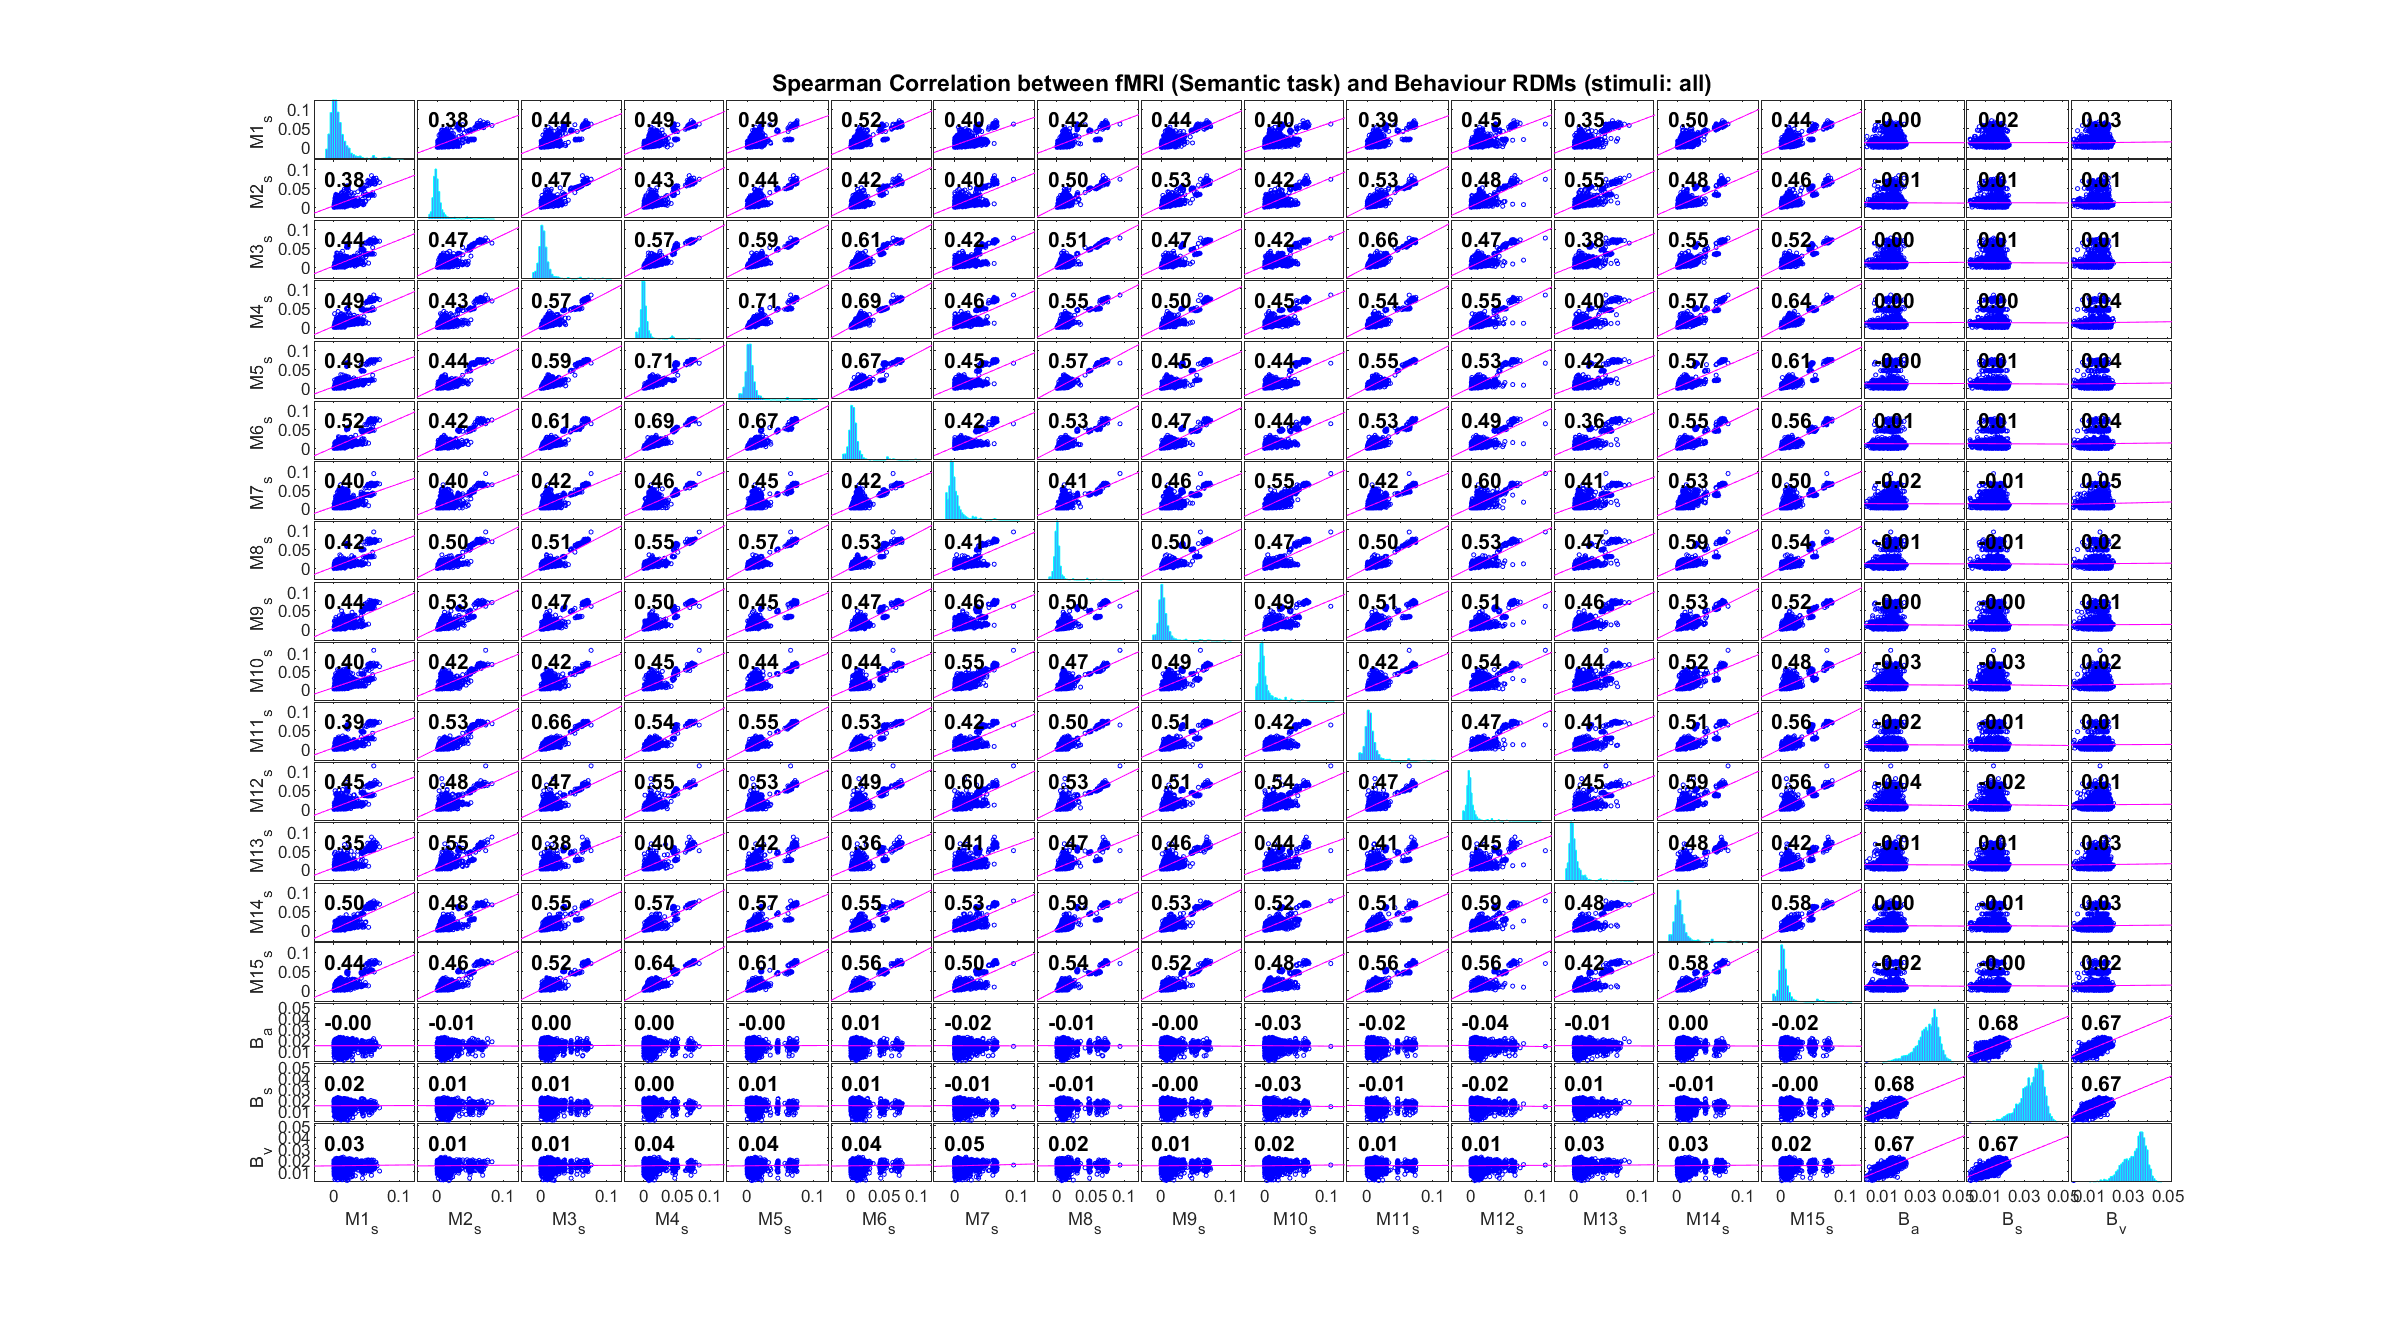 Spearman Correlation between fMRI (Semantic task) and Behaviour RDMs (stimuli: all)
M1s 0.1 0.05 0 0.38 0.44 0.49 0.49 0.52 0.40 0.42 0.44 0.40 0.39 0.45 0.35 0.50 0.44 -0.00 0.02 0.03
M2s 0.1 0.05 0 0.38 0.47 0.43 0.44 0.42 0.40 0.50 0.53 0.42 0.53 0.48 0.55 0.48 0.46 -0.01 0.01 0.01
M3s 0.1 0.05 0 0.44 0.47 0.57 0.59 0.61 0.42 0.51 0.47 0.42 0.66 0.47 0.38 0.55 0.52 0.00 0.01 0.01
M4s 0.1 0.05 0 0.49 0.43 0.57 0.71 0.69 0.46 0.55 0.50 0.45 0.54 0.55 0.40 0.57 0.64 0.00 0.00 0.04
M5s 0.1 0.05 0 0.49 0.44 0.59 0.71 0.67 0.45 0.57 0.45 0.44 0.55 0.53 0.42 0.57 0.61 -0.00 0.01 0.04
M6s 0.1 0.05 0 0.52 0.42 0.61 0.69 0.67 0.42 0.53 0.47 0.44 0.53 0.49 0.36 0.55 0.56 0.01 0.01 0.04
M7s 0.1 0.05 0 0.40 0.40 0.42 0.46 0.45 0.42 0.41 0.46 0.55 0.42 0.60 0.41 0.53 0.50 -0.02 -0.01 0.05
M8s 0.1 0.05 0 0.42 0.50 0.51 0.55 0.57 0.53 0.41 0.50 0.47 0.50 0.53 0.47 0.59 0.54 -0.01 -0.01 0.02
M9s 0.1 0.05 0 0.44 0.53 0.47 0.50 0.45 0.47 0.46 0.50 0.49 0.51 0.51 0.46 0.53 0.52 -0.00 -0.00 0.01
M10s 0.1 0.05 0 0.40 0.42 0.42 0.45 0.44 0.44 0.55 0.47 0.49 0.42 0.54 0.44 0.52 0.48 -0.03 -0.03 0.02
M11s 0.1 0.05 0 0.39 0.53 0.66 0.54 0.55 0.53 0.42 0.50 0.51 0.42 0.47 0.41 0.51 0.56 -0.02 -0.01 0.01
M12s 0.1 0.05 0 0.45 0.48 0.47 0.55 0.53 0.49 0.60 0.53 0.51 0.54 0.47 0.45 0.59 0.56 -0.04 -0.02 0.01
M13s 0.1 0.05 0 0.35 0.55 0.38 0.40 0.42 0.36 0.41 0.47 0.46 0.44 0.41 0.45 0.48 0.42 -0.01 0.01 0.03
M14s 0.1 0.05 0 0.50 0.48 0.55 0.57 0.57 0.55 0.53 0.59 0.53 0.52 0.51 0.59 0.48 0.58 0.00 -0.01 0.03
M15s 0.1 0.05 0 0.44 0.46 0.52 0.64 0.61 0.56 0.50 0.54 0.52 0.48 0.56 0.56 0.42 0.58 -0.02 -0.00 0.02
Ba 0.05 0.04 0.03 0.02 0.01 -0.00 -0.01 0.00 0.00 -0.00 0.01 -0.02 -0.01 -0.00 -0.03 -0.02 -0.04 -0.01 0.00 -0.02 0.68 0.67
Bs 0.05 0.04 0.03 0.02 0.01 0.02 0.01 0.01 0.00 0.01 0.01 -0.01 -0.01 -0.00 -0.03 -0.01 -0.02 0.01 -0.01 -0.00 0.68 0.67
Bv 0.05 0.04 0.03 0.02 0.01 0.03 0.01 0.01 0.04 0.04 0.04 0.05 0.02 0.01 0.02 0.01 0.01 0.03 0.03 0.02 0.67 0.67
0 0.1 0 0.1 0 0.1 0 0.05 0.1 0 0.1 0 0.05 0.1 0 0.1 0 0.05 0.1 0 0.1 0 0.1 0 0.1 0 0.1 0 0.1 0 0.1 0 0.1 0.01 0.03 0.05 0.01 0.03 0.05 0.01 0.03 0.05
M1s M2s M3s M4s M5s M6s M7s M8s M9s M10s M11s M12s M13s M14s M15s Ba Bs Bv